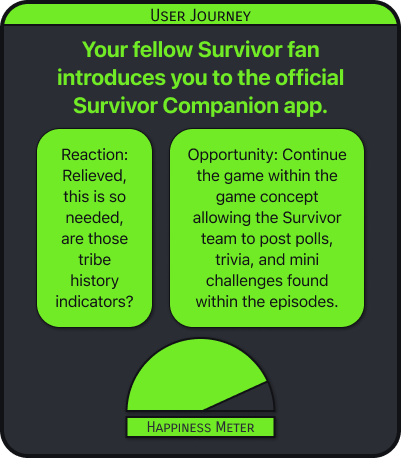 User Journey
Your fellow Survivor fan
introduces you to the official
Survivor Companion app.
Reaction:
Relieved,
this is so
needed,
are those
tribe
history
indicators?
Opportunity: Continue
the game within the
game concept
allowing the Survivor
team to post polls,
trivia, and mini
challenges found
within the episodes.
Happiness Meter